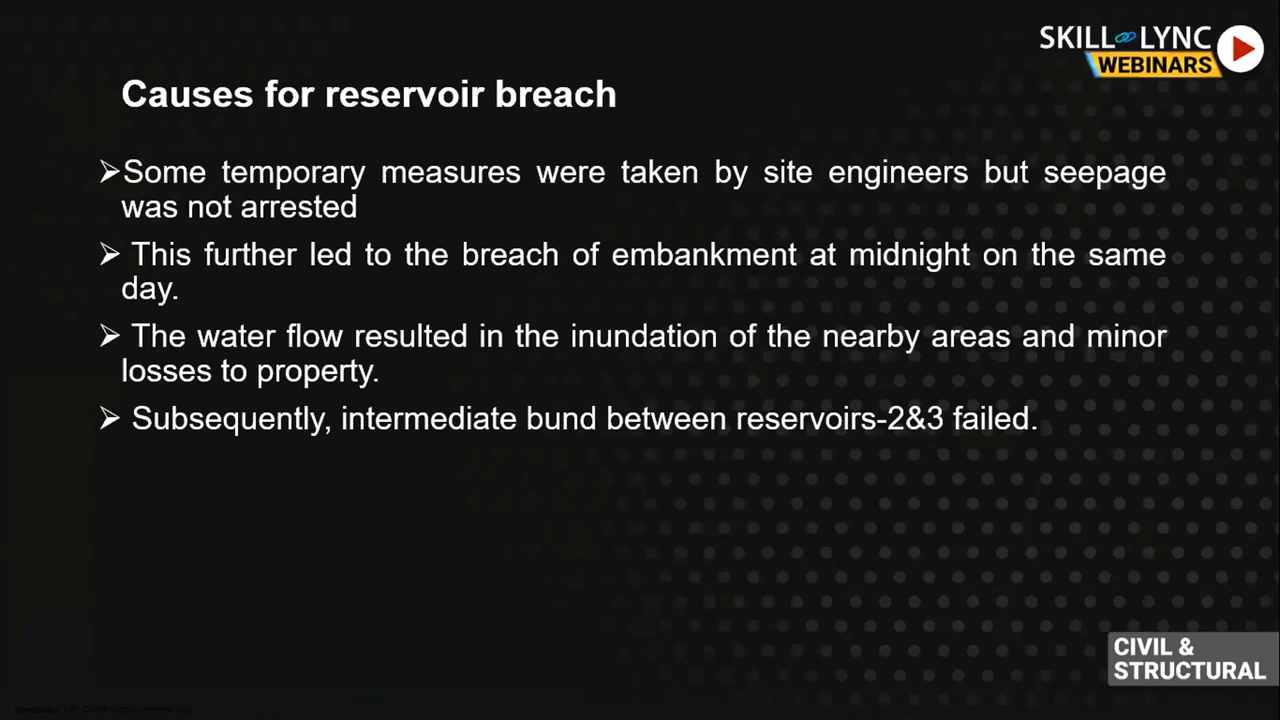 SKILL LYNC
WEBINARS
Causes for reservoir breach
➢Some temporary measures were taken by site engineers but seepage
was not arrested
➢ This further led to the breach of embankment at midnight on the same
day.
➢ The water flow resulted in the inundation of the nearby areas and minor
losses to property.
➢ Subsequently, intermediate bund between reservoirs-2&3 failed.
CIVIL &
STRUCTURAL